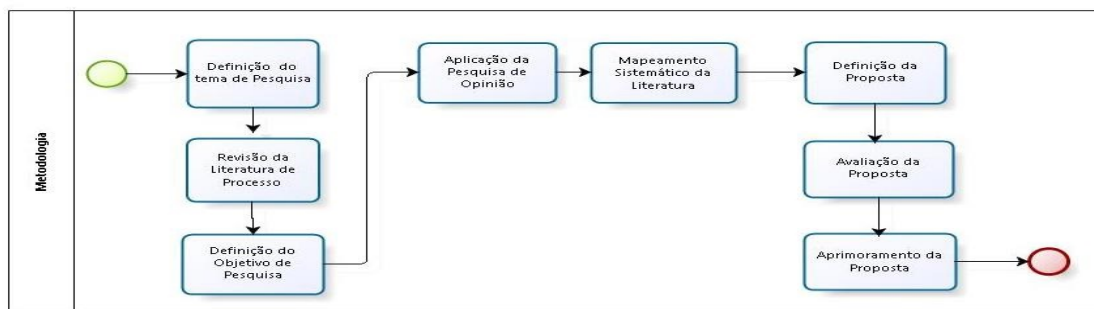 Metodologia
Definição do
tema de Pesquisa
Revisão da
Literatura de
Processo
Definição do
Objetivo de
Pesquisa
Aplicação da
Pesquisa de
Opinião
Mapeamento
Sistemático da
Literatura
Definição da
Proposta
Avaliação da
Proposta
Aprimoramento da
Proposta